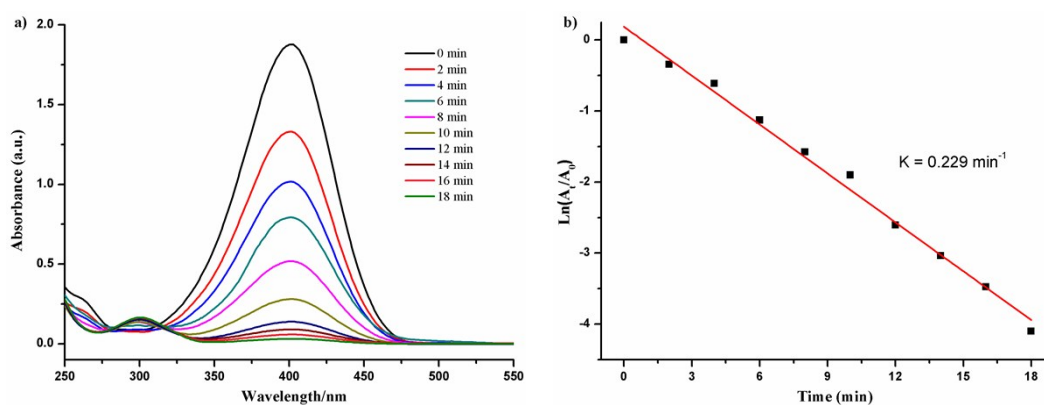 a)
2.0
1.5
1.0
0.5
0.0
Absorbance (a.u.)
250 300 350 400 450 500 550
Wavelength/nm
0 min
2 min
4 min
6 min
8 min
10 min
12 min
14 min
16 min
18 min
b)
0
-1
-2
-3
-4
Ln(At/A0)
K = 0.229 min-1
0 3 6 9 12 15 18
Time (min)